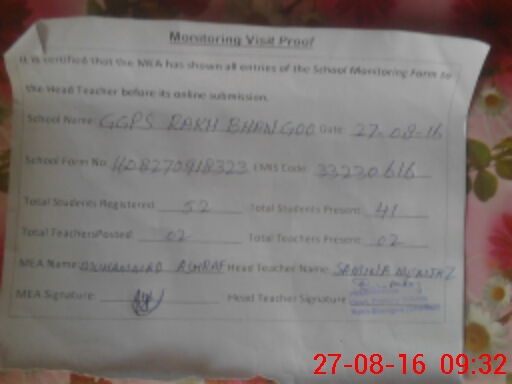 Monitoring Visit Proof
It is certified that the MEA has shown all entries of the School Monitoring Form to
the Head Teacher before its online submission.
School Name: GGPS RAKH BHANGOO Date: 27-08-16
School Form No: 1608270918323 EMIS Code: 33230616
Total Students Registered: 52 Total Students Present: 41
Total TeachersPosted: 02 Total Teachers Present: 02
MEA Name: MUHAMMAD ASHRAF Head Teacher Name: SAMINA MUMTAZ
MEA Signature: Head Teacher Signature
27-08-16 09:32